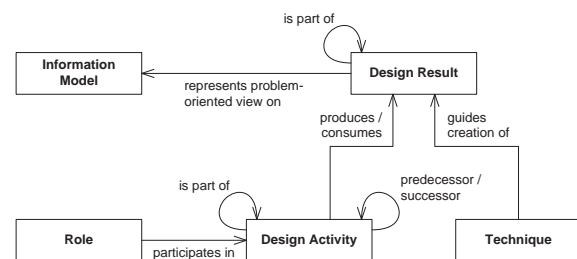 is part of
Information
Model
Design Result
represents problem-
oriented view on
produces /
consumes
guides
creation of
is part of
predecessor /
successor
Role
participates in
Design Activity
Technique